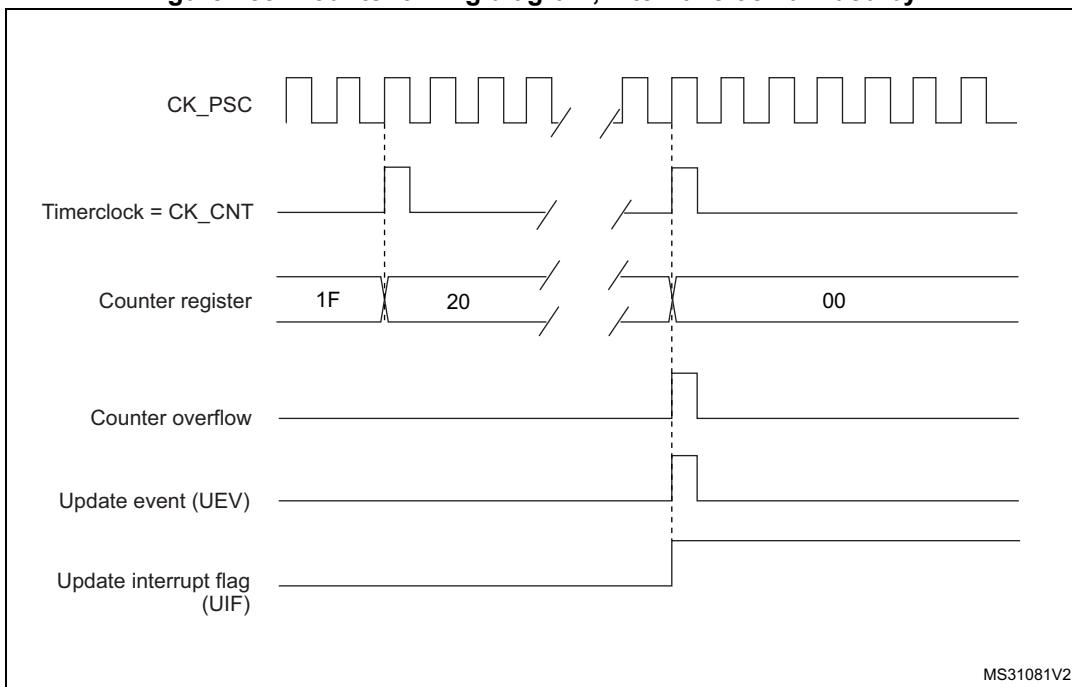 CK_PSC
Timerclock = CK_CNT
Counter register
1F
20
00
Counter overflow
Update event (UEV)
Update interrupt flag
(UIF)
MS31081V2